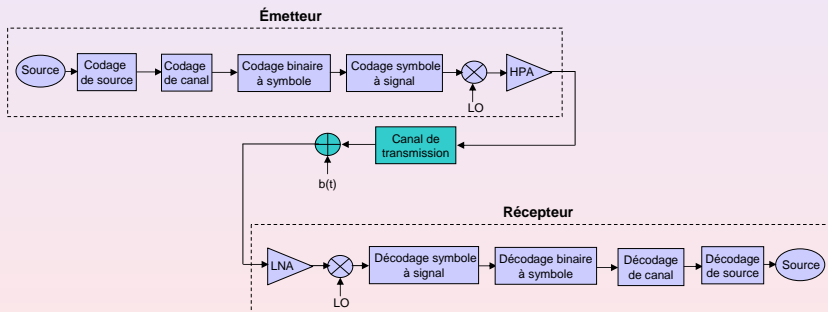 Émetteur
Source
Codage
de source
Codage
de canal
Codage binaire
à symbole
Codage symbole
à signal
LO
HPA
Canal de
transmission
b(t)
Récepteur
LNA
LO
Décodage symbole
à signal
Décodage binaire
à symbole
Décodage
de canal
Décodage
de source
Source